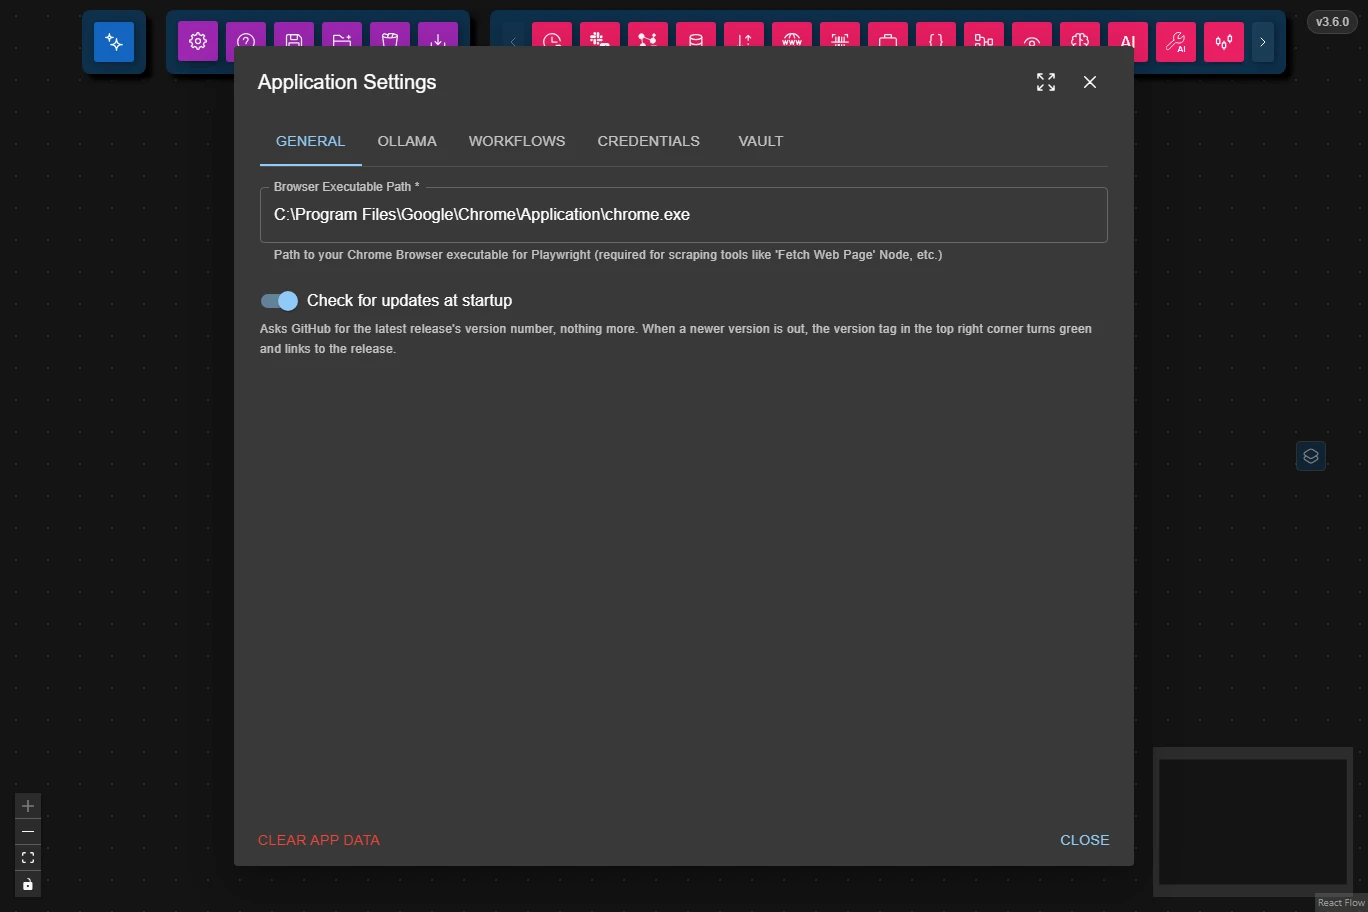 v3.6.0
WWW
{ }
AI
AI
Application Settings
GENERAL
OLLAMA
WORKFLOWS
CREDENTIALS
VAULT
Browser Executable Path *
C:\Program Files\Google\Chrome\Application\chrome.exe
Path to your Chrome Browser executable for Playwright (required for scraping tools like 'Fetch Web Page' Node, etc.)
Check for updates at startup
Asks GitHub for the latest release's version number, nothing more. When a newer version is out, the version tag in the top right corner turns green
and links to the release.
CLEAR APP DATA
CLOSE
React Flow